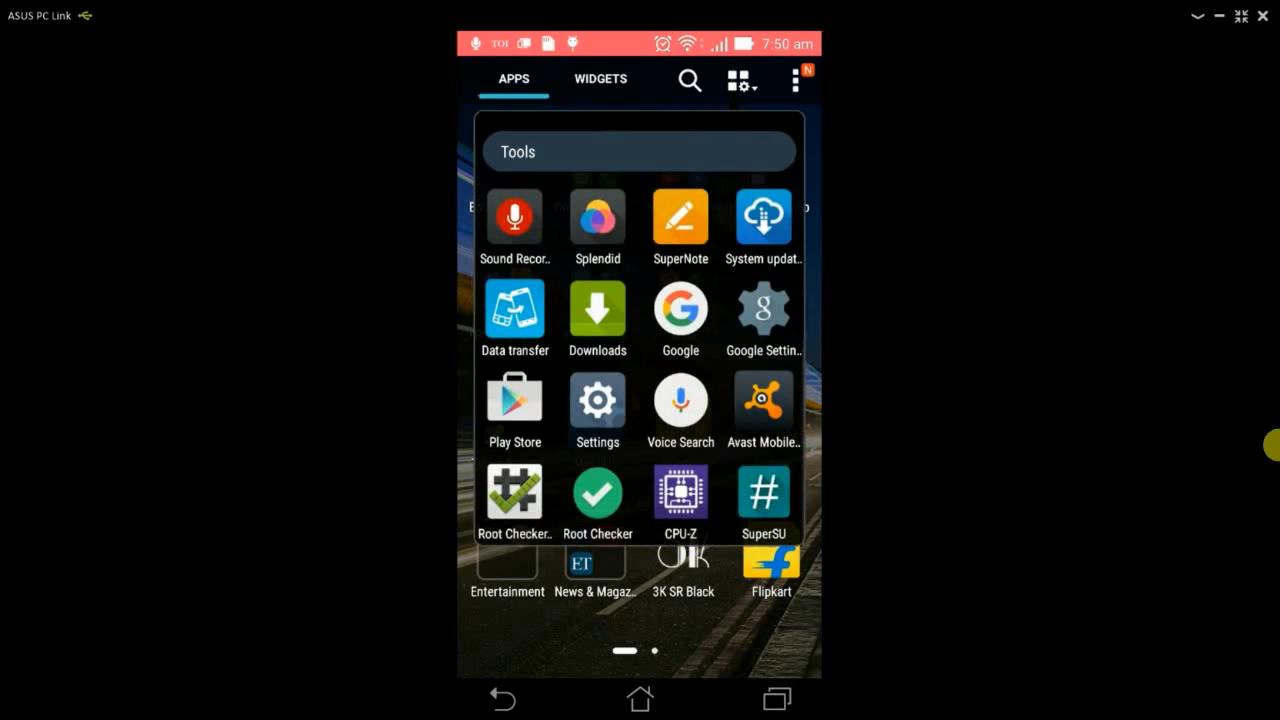 ASUS PC Link
TOI
7:50 am
APPS
WIDGETS
N
Tools
Sound Recor..
Splendid
SuperNote
System updat..
Data transfer
Downloads
Google
Google Settin..
Play Store
Settings
Voice Search
Avast Mobile..
Root Checker..
Root Checker
CPU-Z
SuperSU
ET
Entertainment
News & Magaz..
3K SR Black
Flipkart